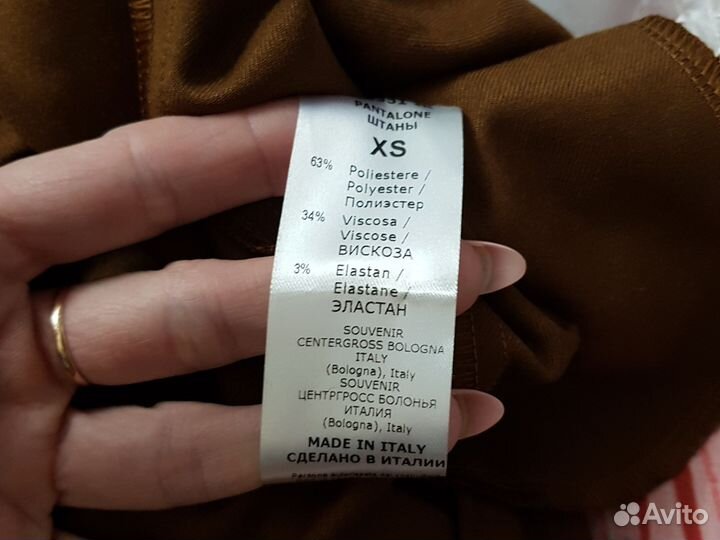 PANTALONE
ШТАНЫ
XS
63% Poliestere /
Polyester /
Полиэстер
34% Viscosa /
Viscose /
ВИСКОЗА
3% Elastan /
Elastane /
ЭЛАСТАН
SOUVENIR
CENTERGROSS BOLOGNA
ITALY
(Bologna), Italy
SOUVENIR
ЦЕНТРГРОСС БОЛОНЬЯ
ИТАЛИЯ
(Bologna), Italy
MADE IN ITALY
СДЕЛАНО В ИТАЛИИ
Avito